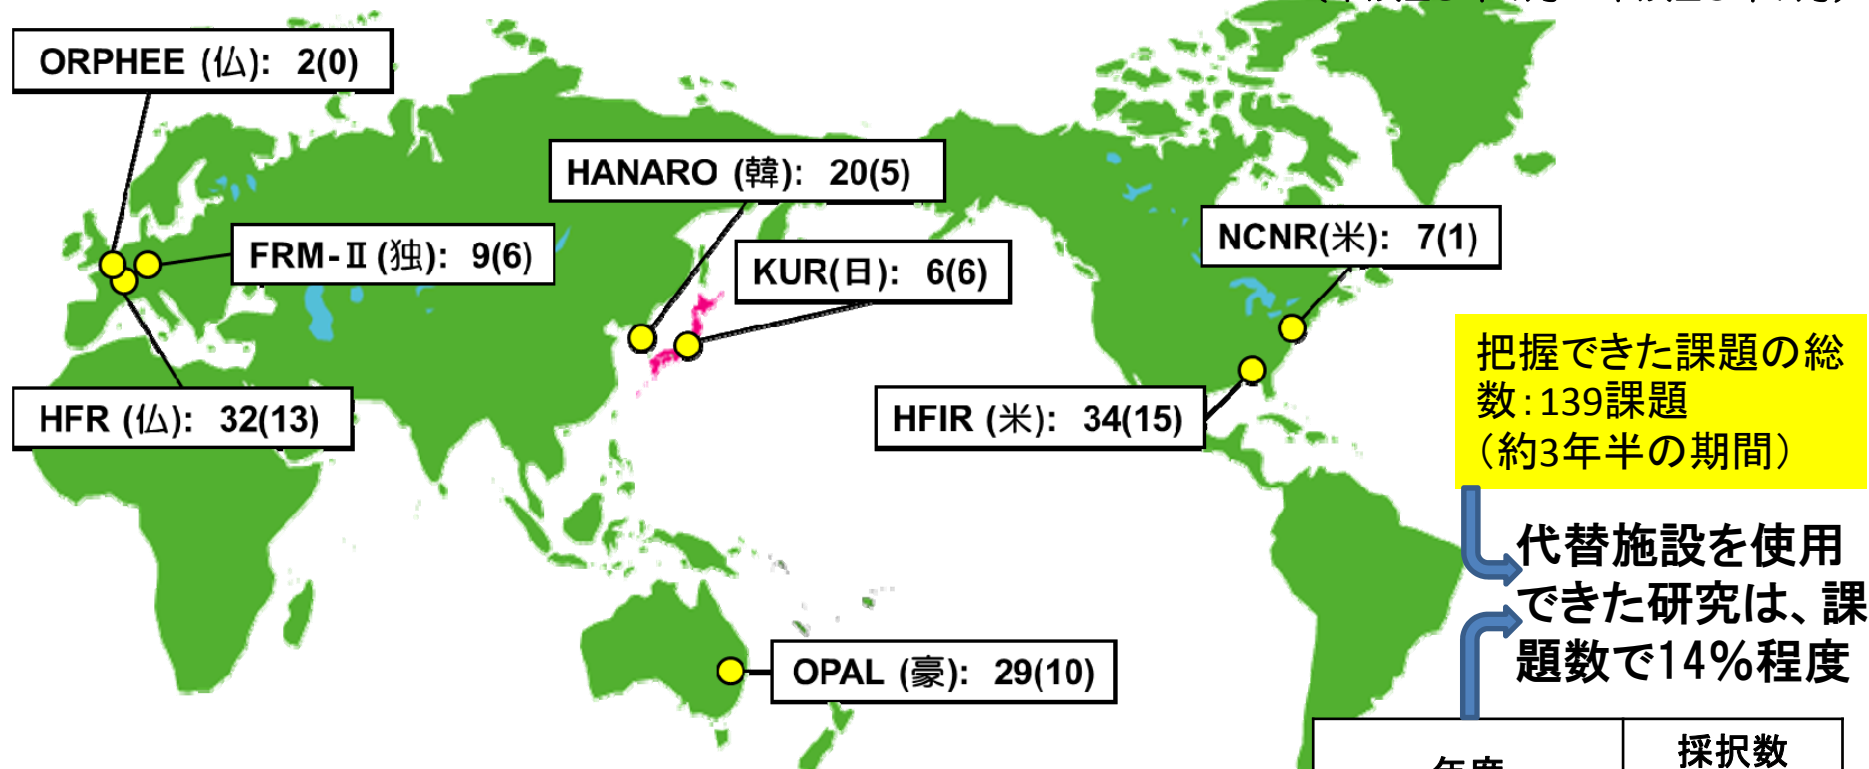 ORPHEE (仏): 2(0)
HANARO (韓): 20(5)
NCNR(米): 7(1)
FRM-Ⅱ (独): 9(6)
KUR(日): 6(6)
HFR (仏): 32(13)
HFIR (米): 34(15)
OPAL (豪): 29(10)
把握できた課題の総
数:139課題
(約3年半の期間)
代替施設を使用
できた研究は、課
題数で14%程度
採択数
年度